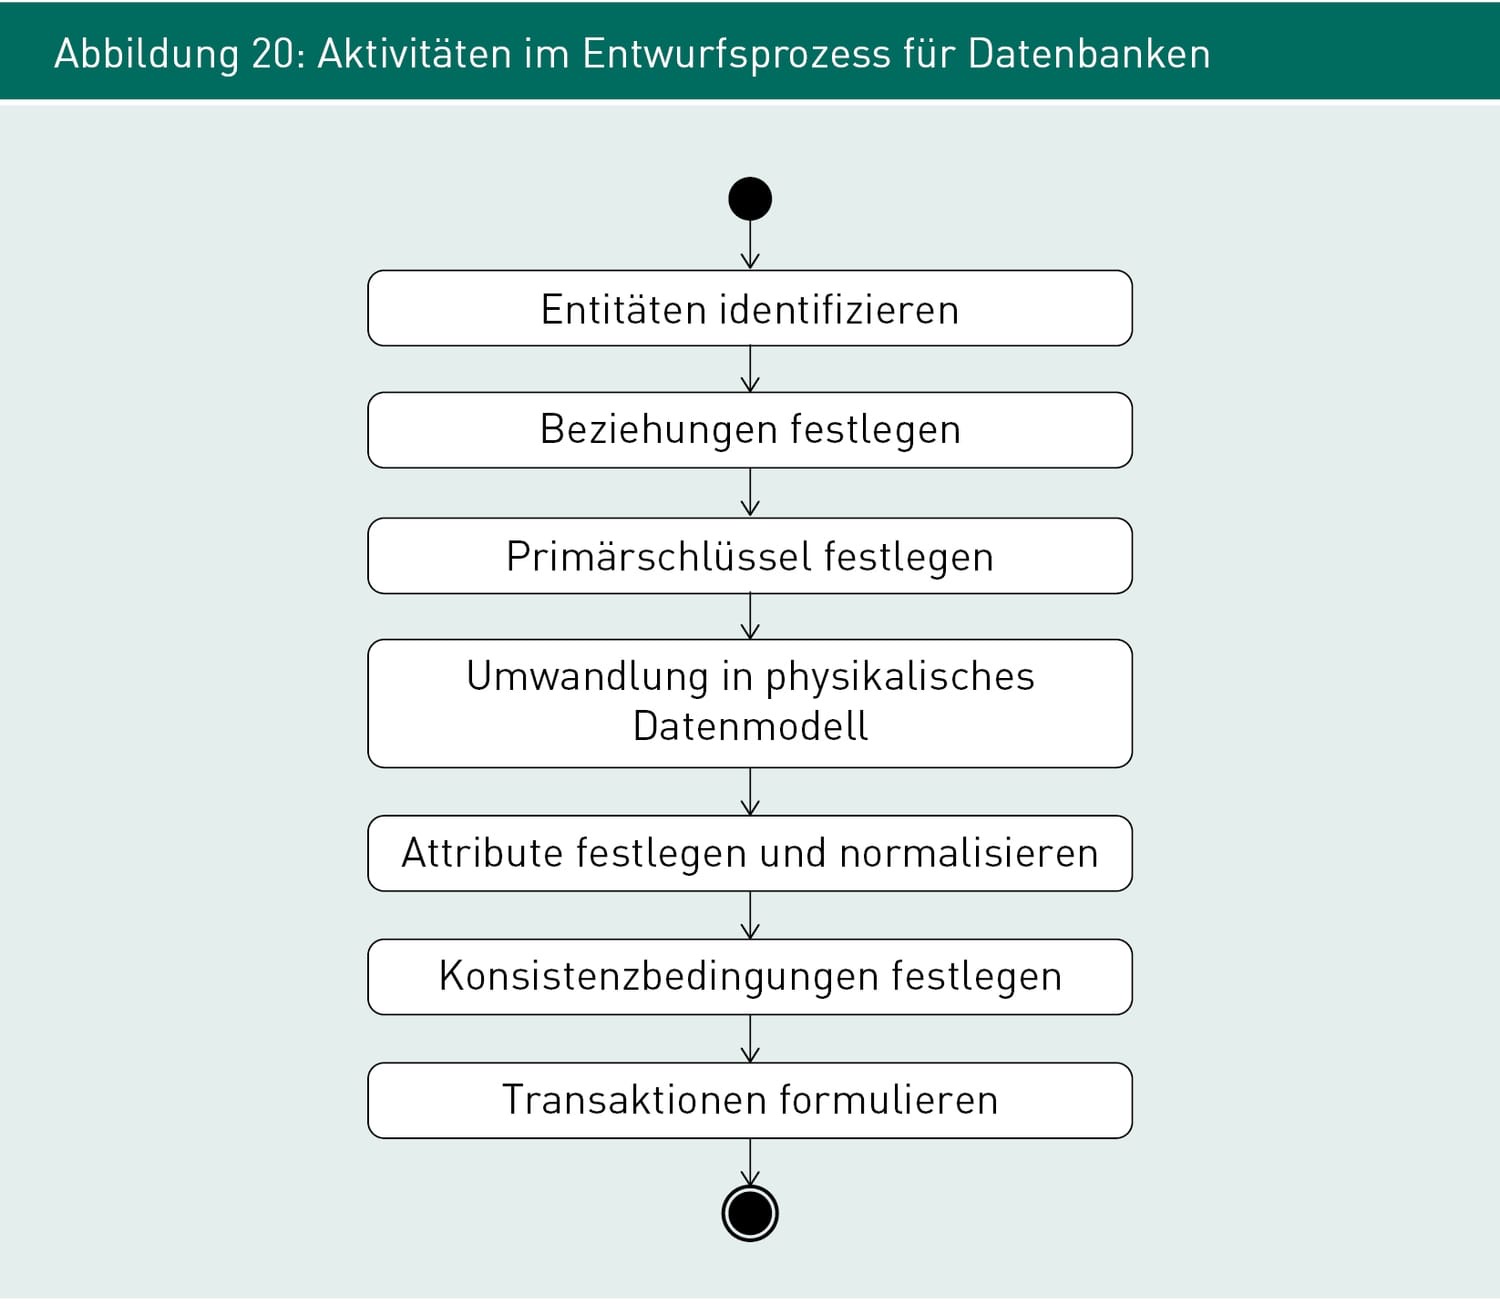 Abbildung 20: Aktivitäten im Entwurfsprozess für Datenbanken
Entitäten identifizieren
Beziehungen festlegen
Primärschlüssel festlegen
Umwandlung in physikalisches
Datenmodell
Attribute festlegen und normalisieren
Konsistenzbedingungen festlegen
Transaktionen formulieren